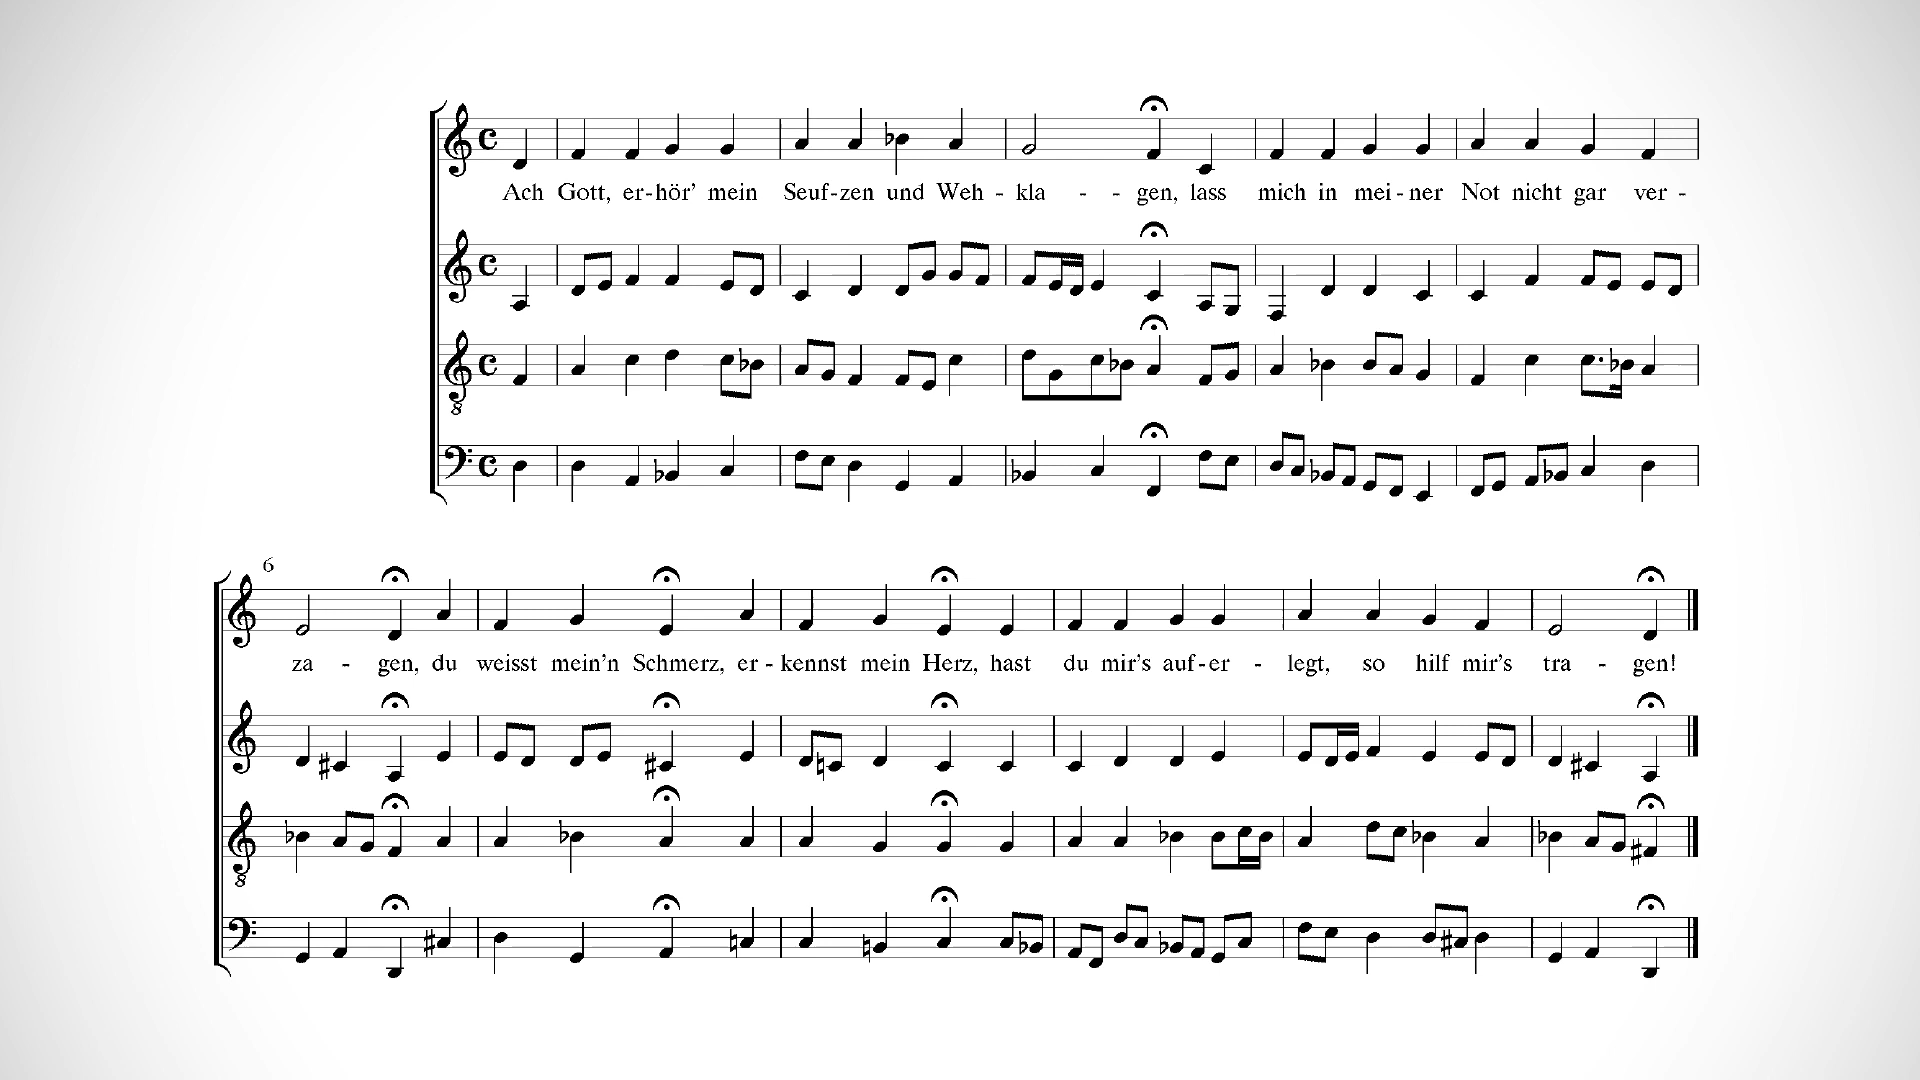 Ach Gott, er-hör’ mein Seuf-zen und Weh - kla - - gen, lass mich in mei-ner Not nicht gar ver -
6
za - gen, du weisst mein’n Schmerz, er - kennst mein Herz, hast du mir’s auf-er - legt, so hilf mir’s tra - gen!